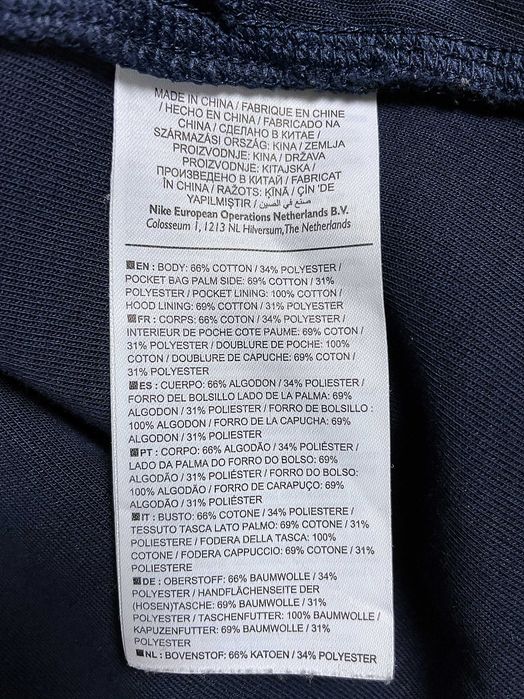 MADE IN CHINA / FABRIQUE EN CHINE
/ HECHO EN CHINA / FABRICADO NA
CHINA / СДЕЛАНО В КИТАЕ /
SZÁRMAZÁSI ORSZÁG: KÍNA / ZEMLJA
PROIZVODNJE: KINA / DRŽAVA
PROIZVODNJE: KITAJSKA /
ПРОИЗВЕДЕНО В КИТАЙ / FABRICAT
ÎN CHINA / RAŽOTS: ĶĪNĀ / ÇİN 'DE
YAPILMIŞTIR / صنع في الصين /
Nike European Operations Netherlands B.V.
Colosseum 1, 1213 NL Hilversum,The Netherlands
EN : BODY: 66% COTTON / 34% POLYESTER /
POCKET BAG PALM SIDE: 69% COTTON / 31%
POLYESTER / POCKET LINING: 100% COTTON /
HOOD LINING: 69% COTTON / 31% POLYESTER
FR : CORPS: 66% COTON / 34% POLYESTER /
INTERIEUR DE POCHE COTE PAUME: 69% COTON /
31% POLYESTER / DOUBLURE DE POCHE: 100%
COTON / DOUBLURE DE CAPUCHE: 69% COTON /
31% POLYESTER
ES : CUERPO: 66% ALGODON / 34% POLIESTER /
FORRO DEL BOLSILLO LADO DE LA PALMA: 69%
ALGODON / 31% POLIESTER / FORRO DE BOLSILLO :
100% ALGODON / FORRO DE LA CAPUCHA: 69%
ALGODON / 31% POLIESTER
PT : CORPO: 66% ALGODÃO / 34% POLIÉSTER /
LADO DA PALMA DO FORRO DO BOLSO: 69%
ALGODÃO / 31% POLIÉSTER / FORRO DO BOLSO:
100% ALGODÃO / FORRO DE CARAPUÇO: 69%
ALGODÃO / 31% POLIÉSTER
IT : BUSTO: 66% COTONE / 34% POLIESTERE /
TESSUTO TASCA LATO PALMO: 69% COTONE / 31%
POLIESTERE / FODERA DELLA TASCA: 100%
COTONE / FODERA CAPPUCCIO: 69% COTONE / 31%
POLIESTERE
DE : OBERSTOFF: 66% BAUMWOLLE / 34%
POLYESTER / HANDFLÄCHENSEITE DER
(HOSEN)TASCHE: 69% BAUMWOLLE / 31%
POLYESTER / TASCHENFUTTER: 100% BAUMWOLLE /
KAPUZENFUTTER: 69% BAUMWOLLE / 31%
POLYESTER
NL : BOVENSTOF: 66% KATOEN / 34% POLYESTER